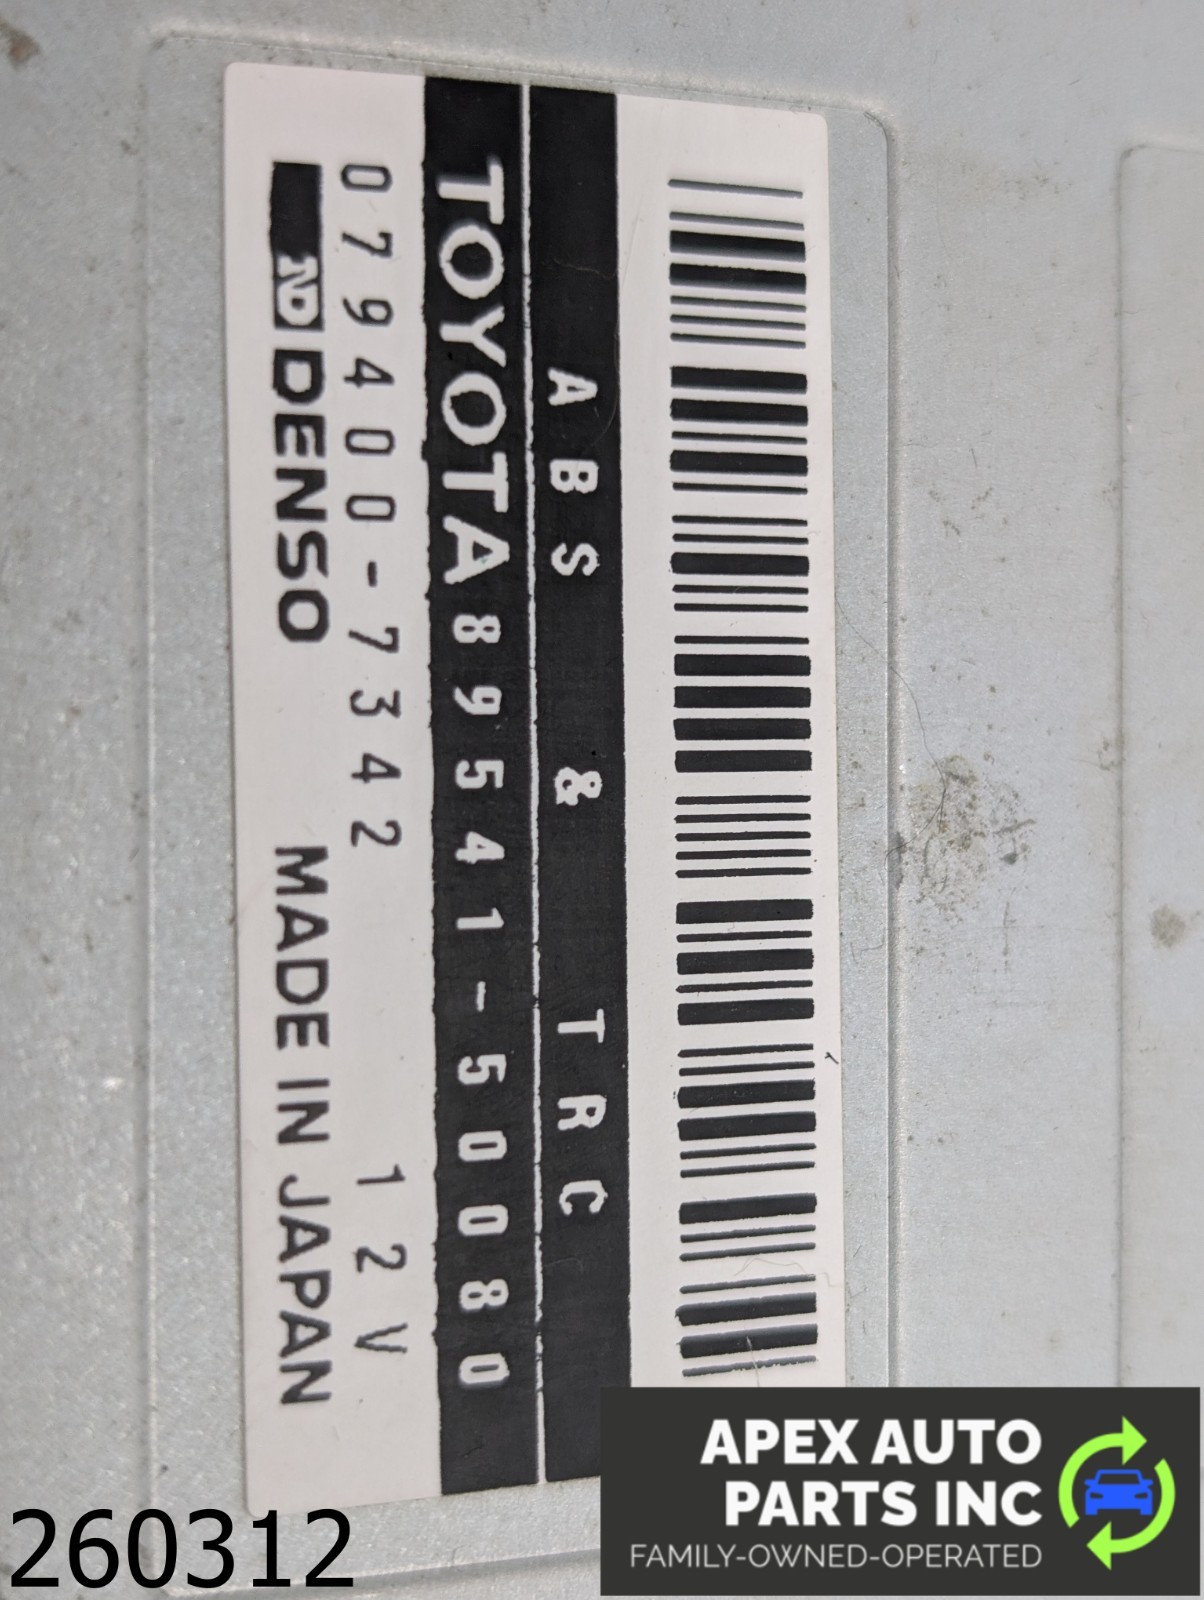 ABS & TRC
TOYOTA 89541-50080
079400-7342 12V
ND DENSO MADE IN JAPAN
260312
APEX AUTO
PARTS INC
FAMILY-OWNED-OPERATED